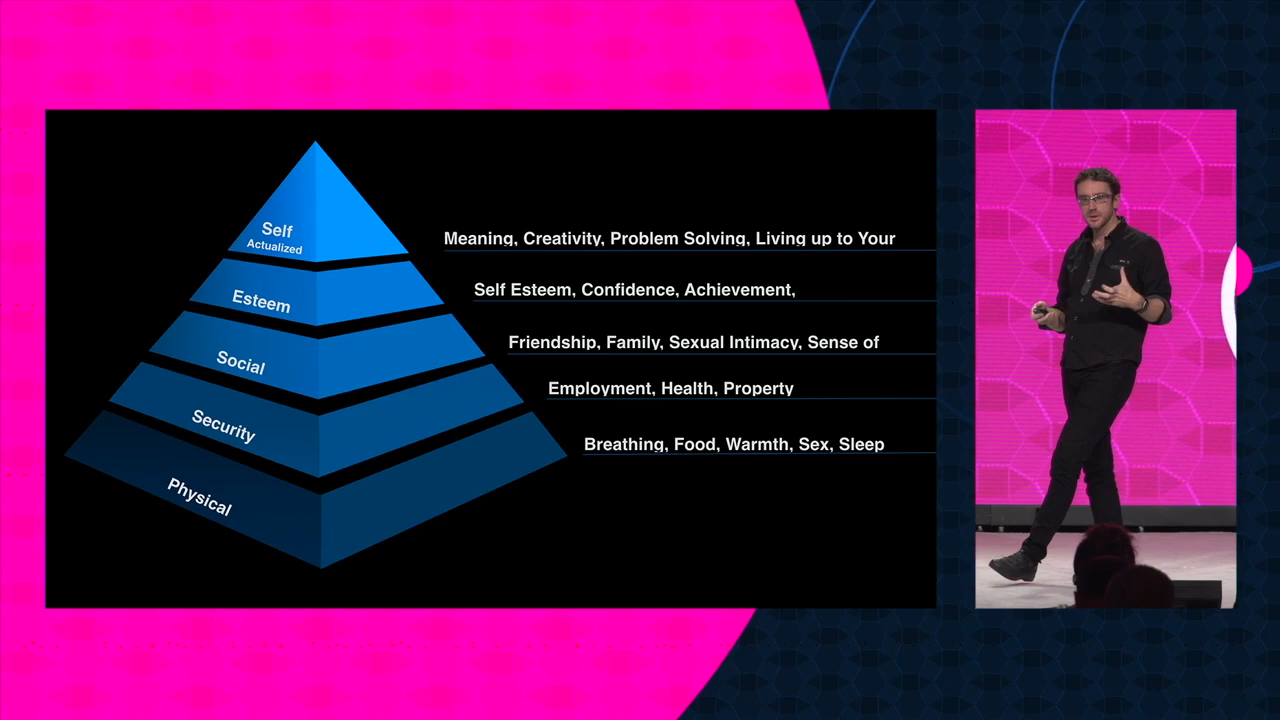 Self
Actualized
Meaning, Creativity, Problem Solving, Living up to Your
Esteem
Self Esteem, Confidence, Achievement,
Social
Friendship, Family, Sexual Intimacy, Sense of
Security
Employment, Health, Property
Physical
Breathing, Food, Warmth, Sex, Sleep